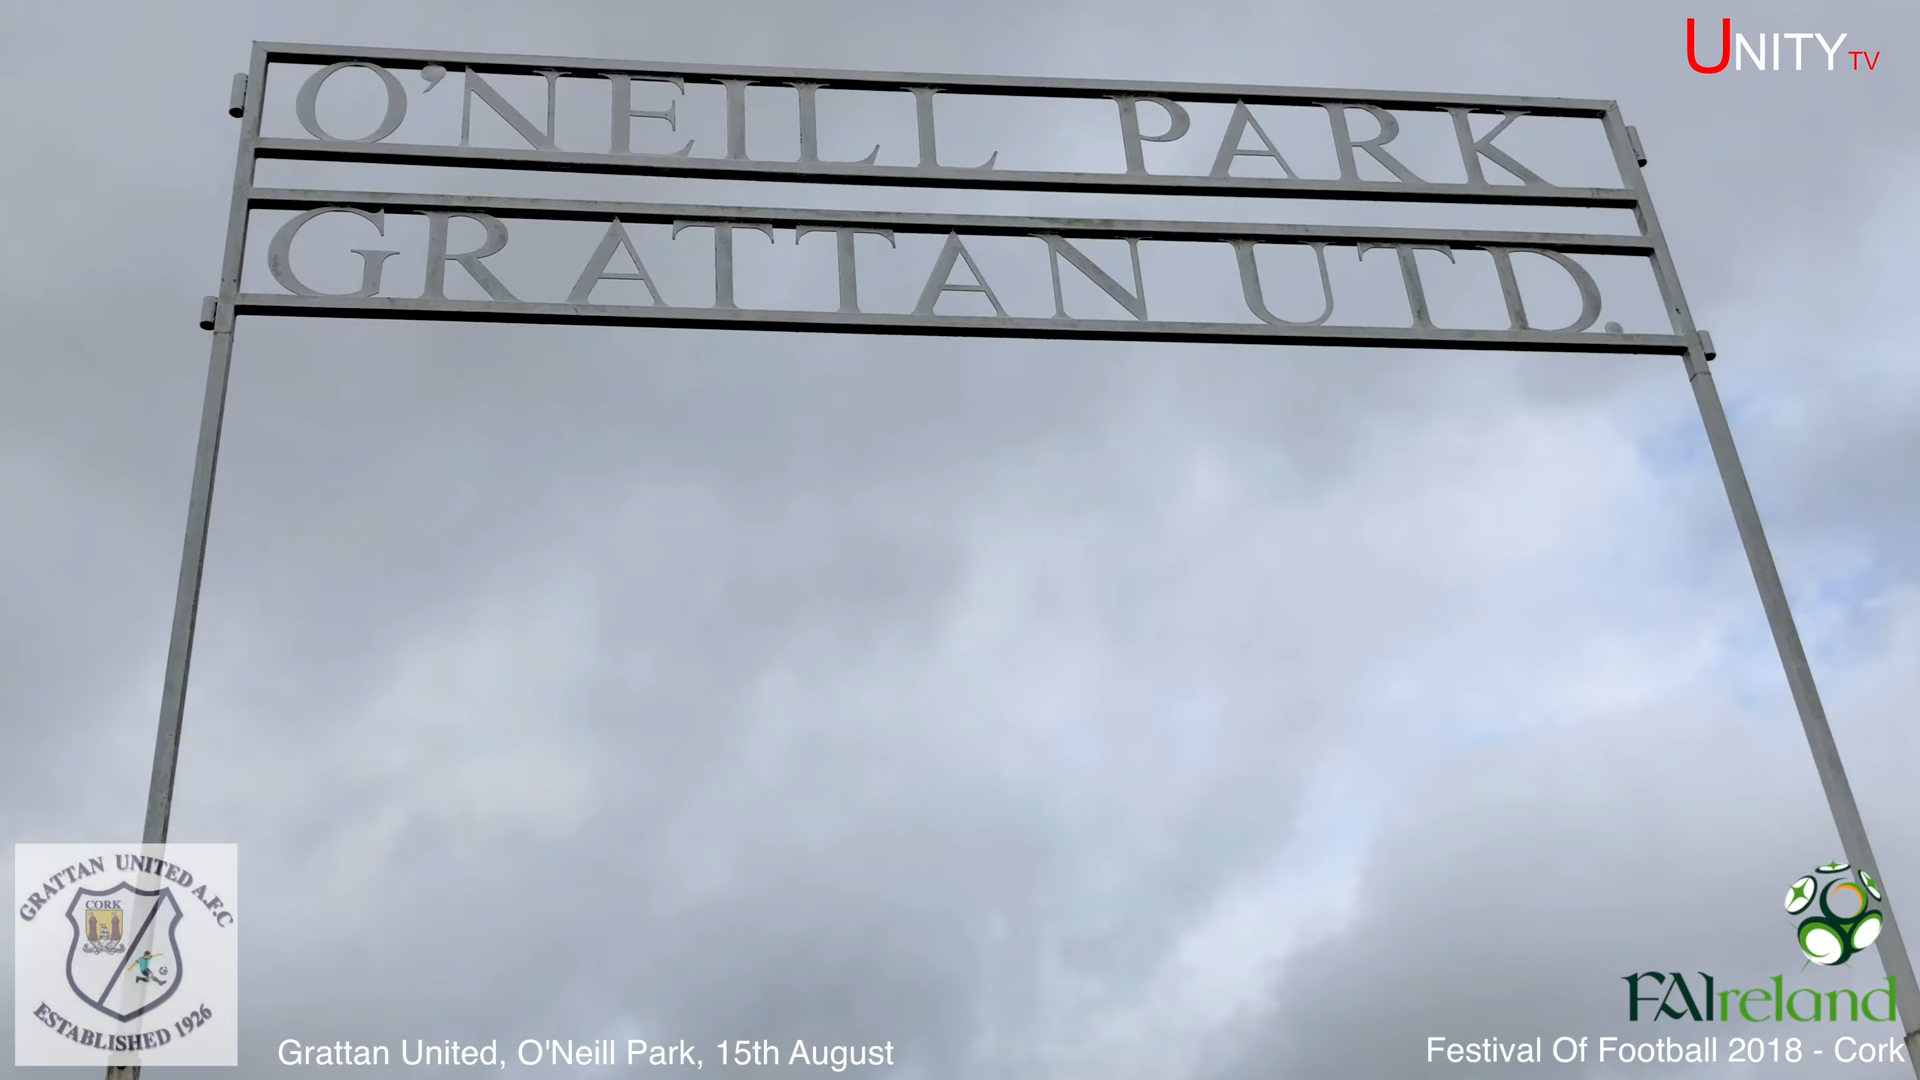 UNITY TV
O'NEILL PARK
GRATTAN UTD.
GRATTAN UNITED A.F.C
CORK
ESTABLISHED 1926
Grattan United, O'Neill Park, 15th August
FAIreland
Festival Of Football 2018 - Cork